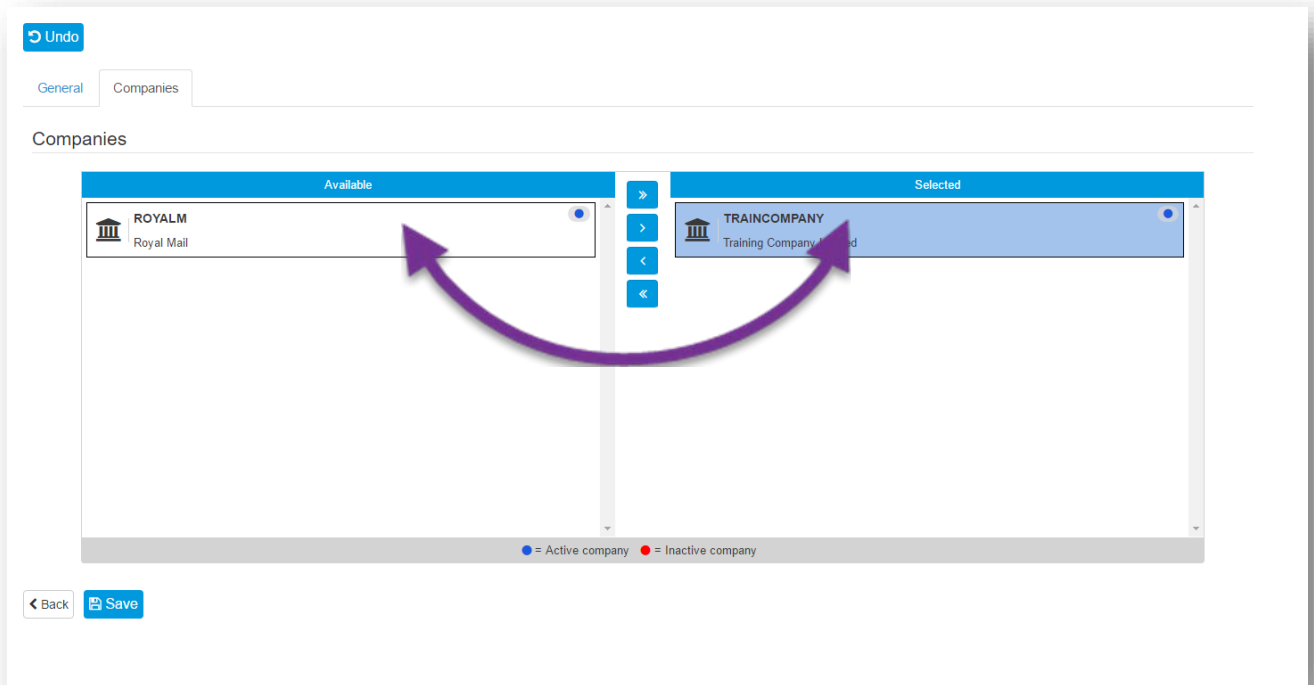 Undo
General Companies
Companies
Available Selected
ROYALM
Royal Mail
TRAINCOMPANY
Training Company
= Active company = Inactive company
Back Save